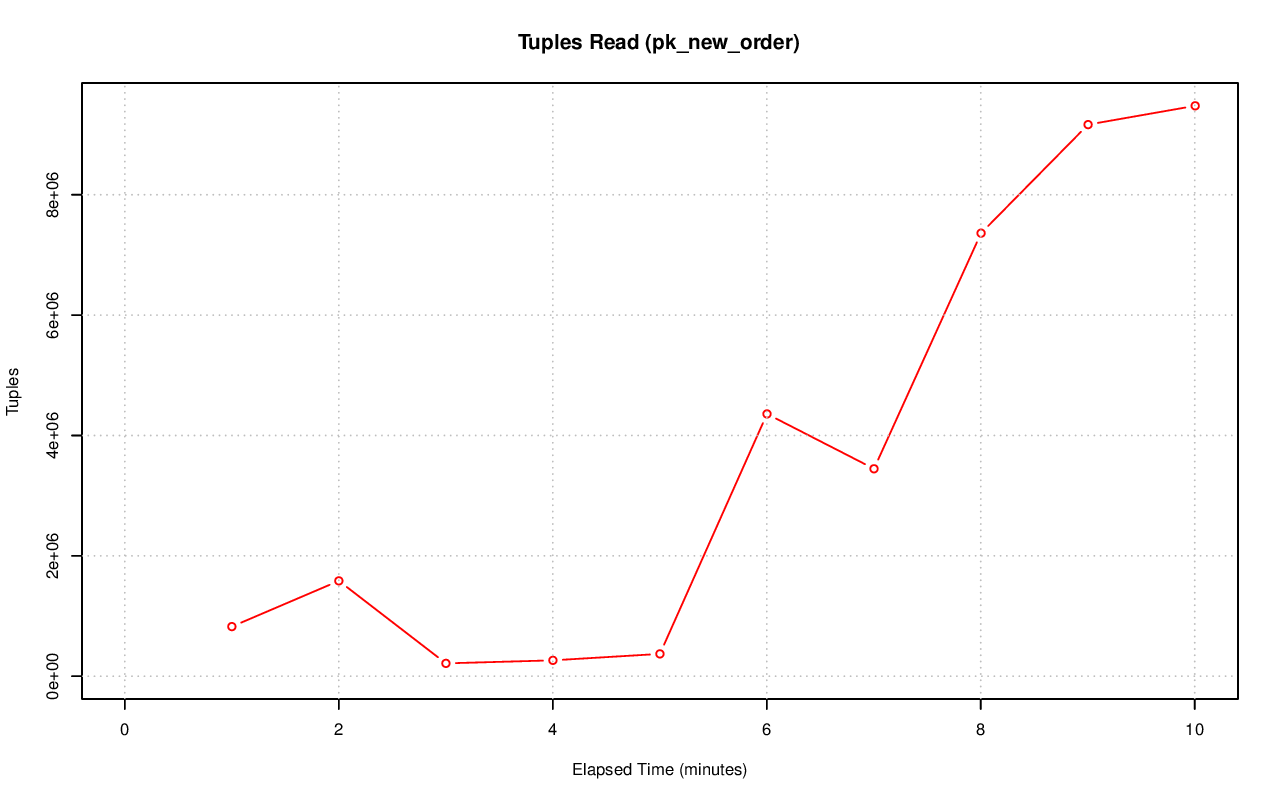 Tuples Read (pk_new_order)
Tuples
8e+06
6e+06
4e+06
2e+06
0e+00
0 2 4 6 8 10
Elapsed Time (minutes)